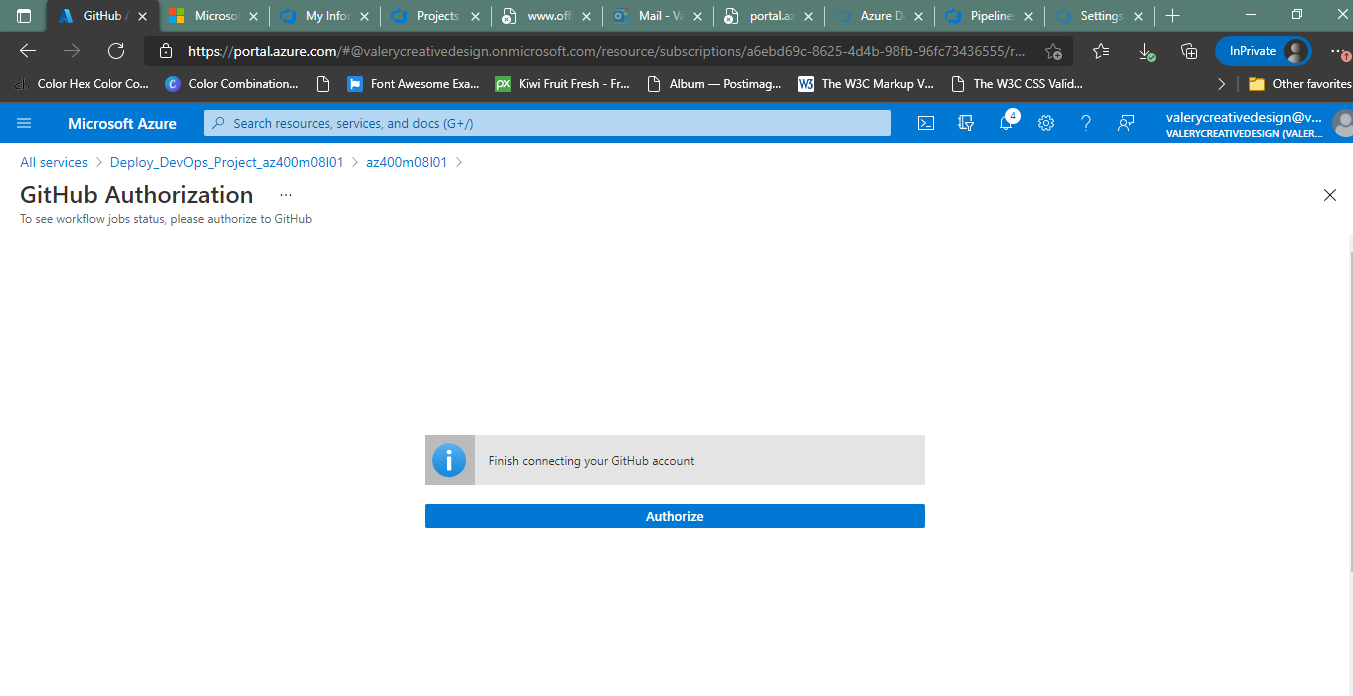 GitHub A
Microsof
My Infor
Projects
www.off
Mail - Va
portal.az
Azure D
Pipeline
Settings
https://portal.azure.com/#@valerycreativedesign.onmicrosoft.com/resource/subscriptions/a6ebd69c-8625-4d4b-98fb-96fc73436555/r...
InPrivate
Color Hex Color Co...
Color Combination...
Font Awesome Exa...
Kiwi Fruit Fresh - Fr...
Album — Postimag...
The W3C Markup V...
The W3C CSS Valid...
Other favorites
Microsoft Azure
Search resources, services, and docs (G+/)
4
valerycreativedesign@v...
VALERYCREATIVEDESIGN (VALER...
All services > Deploy_DevOps_Project_az400m08l01 > az400m08l01 >
GitHub Authorization ...
To see workflow jobs status, please authorize to GitHub
Finish connecting your GitHub account
Authorize